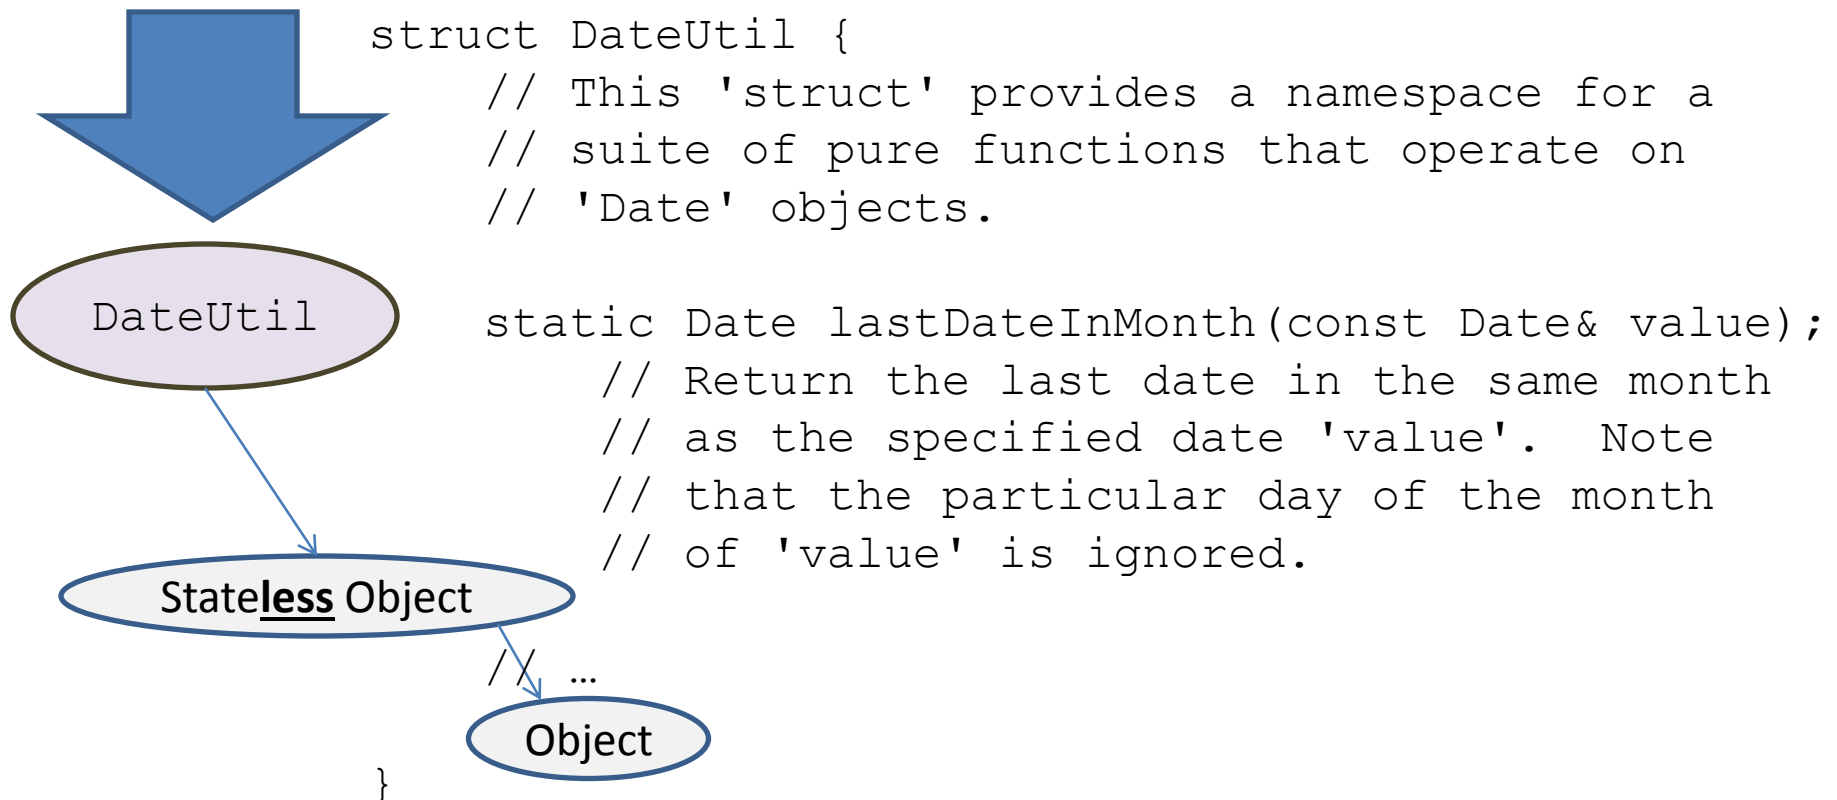 struct DateUtil {
// This 'struct' provides a namespace for a
// suite of pure functions that operate on
// 'Date' objects.
DateUtil
static Date lastDateInMonth(const Date& value);
// Return the last date in the same month
// as the specified date 'value'.  Note
// that the particular day of the month
// of 'value' is ignored.
Stateless Object
// …
Object
}